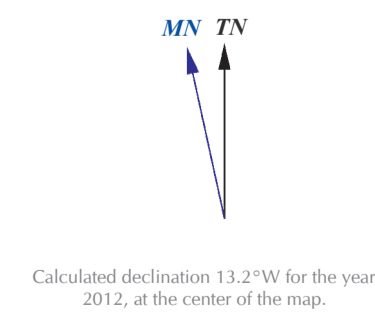 MN TN
Calculated declination 13.2°W for the year
2012, at the center of the map.